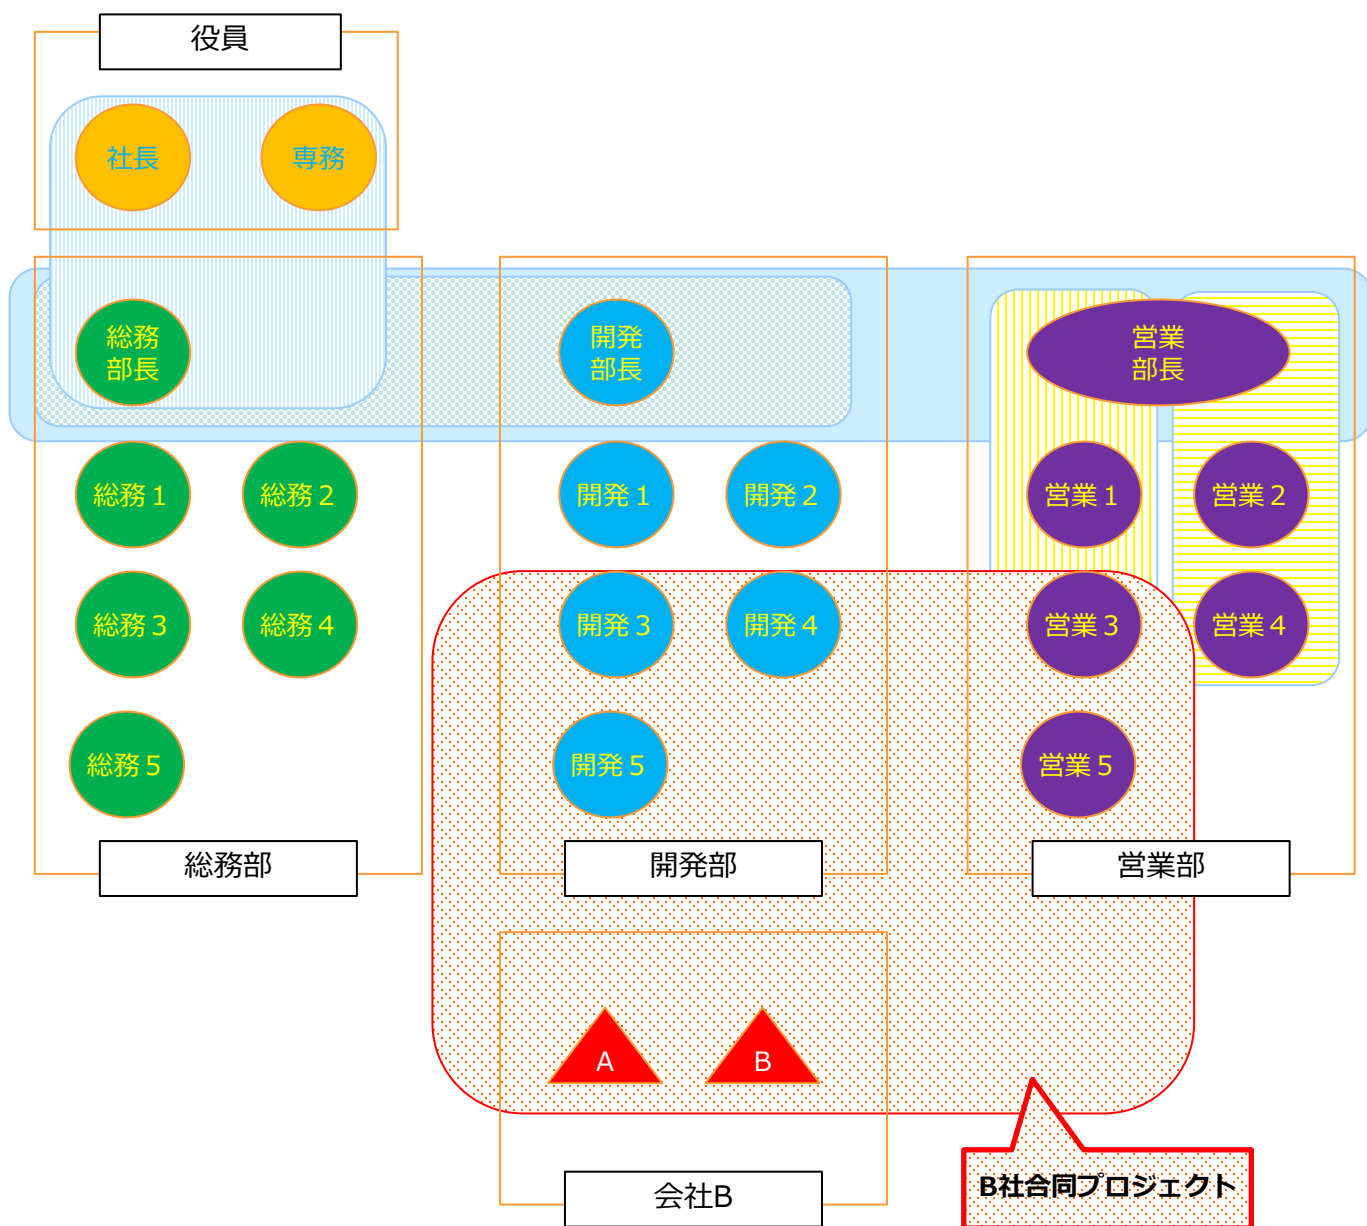 役員
社長
専務
総務
部長
開発
部長
営業
部長
総務１
総務２
開発１
開発２
営業１
営業２
総務３
総務４
開発３
開発４
営業３
営業４
総務５
開発５
営業５
総務部
開発部
営業部
A
B
会社B
B社合同プロジェクト